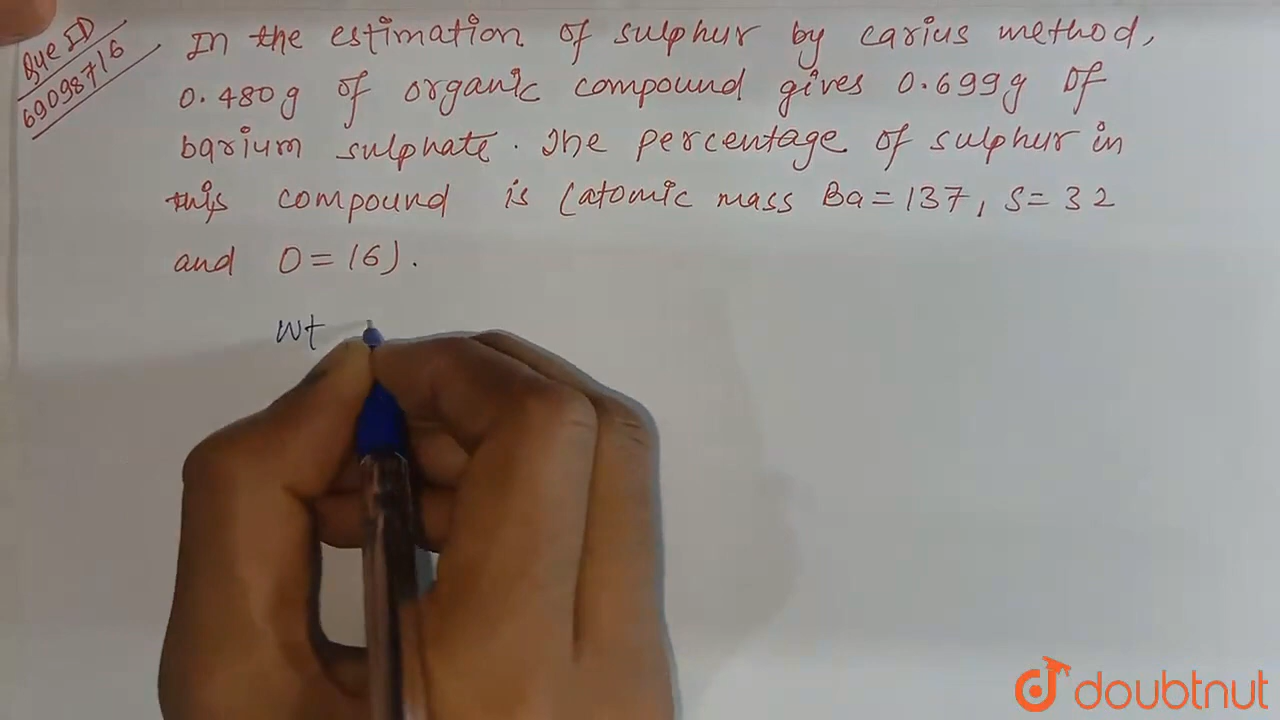 Que ID
69098716
In the estimation of sulphur by carius method,
0.480g of organic compound gives 0.699g of
barium sulphate. The percentage of sulphur in
this compound is (atomic mass Ba=137, S=32
and O=16).
wt
doubtnut